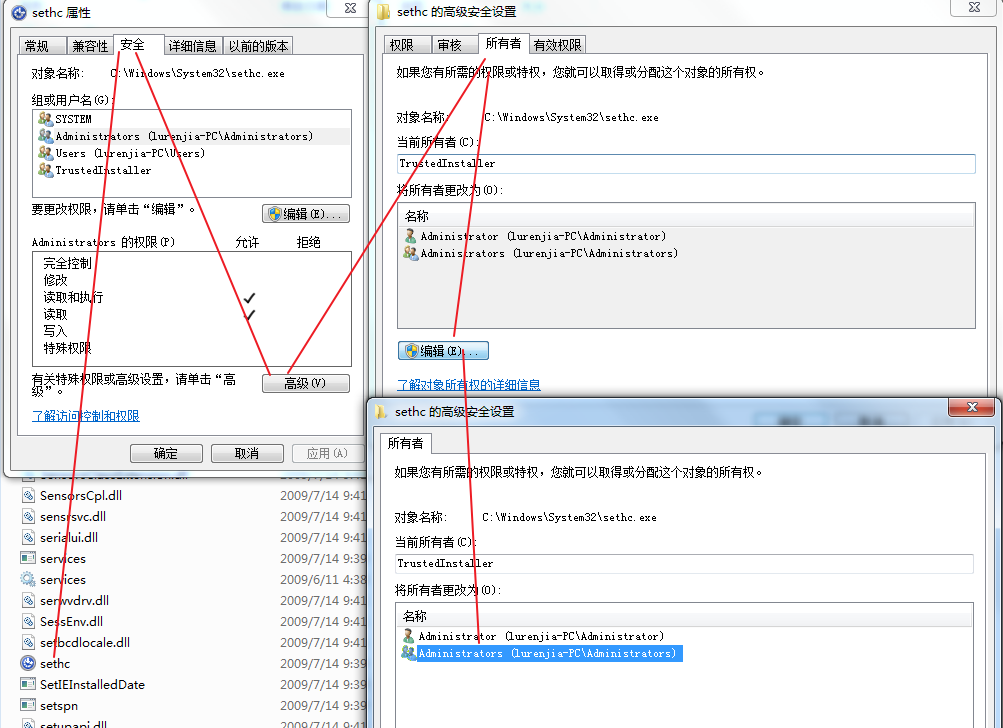 sethc 属性
常规 兼容性 安全 详细信息 以前的版本
对象名称: C:\Windows\System32\sethc.exe
组或用户名(G):
SYSTEM
Administrators (lurenjia-PC\Administrators)
Users (lurenjia-PC\Users)
TrustedInstaller
要更改权限，请单击“编辑”。
编辑(E)...
Administrators 的权限(P) 允许 拒绝
完全控制
修改
读取和执行
读取
写入
特殊权限
有关特殊权限或高级设置，请单击“高
级”。
高级(V)
了解访问控制和权限
确定 取消 应用(A)
SensorsCpl.dll 2009/7/14 9:41
sensrsvc.dll 2009/7/14 9:41
serialui.dll 2009/7/14 9:41
services 2009/7/14 9:39
services 2009/6/11 4:38
serwvdrv.dll 2009/7/14 9:41
SessEnv.dll 2009/7/14 9:41
setbcdlocale.dll 2009/7/14 9:41
sethc 2009/7/14 9:39
SetIEInstalledDate 2009/7/14 9:39
setspn 2009/7/14 9:39
setupapi.dll 2009/7/14 9:41
sethc 的高级安全设置
权限 审核 所有者 有效权限
如果您有所需的权限或特权，您就可以取得或分配这个对象的所有权。
对象名称: C:\Windows\System32\sethc.exe
当前所有者(C):
TrustedInstaller
将所有者更改为(O):
名称
Administrator (lurenjia-PC\Administrator)
Administrators (lurenjia-PC\Administrators)
编辑(E)...
了解对象所有权的详细信息
sethc 的高级安全设置
所有者
如果您有所需的权限或特权，您就可以取得或分配这个对象的所有权。
对象名称: C:\Windows\System32\sethc.exe
当前所有者(C):
TrustedInstaller
将所有者更改为(O):
名称
Administrator (lurenjia-PC\Administrator)
Administrators (lurenjia-PC\Administrators)